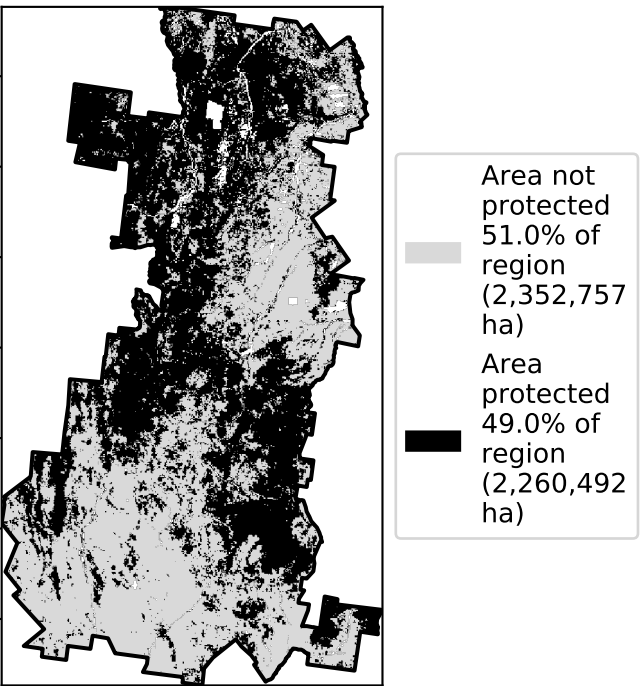 Area not
protected
51.0% of
region
(2,352,757
ha)
Area
protected
49.0% of
region
(2,260,492
ha)